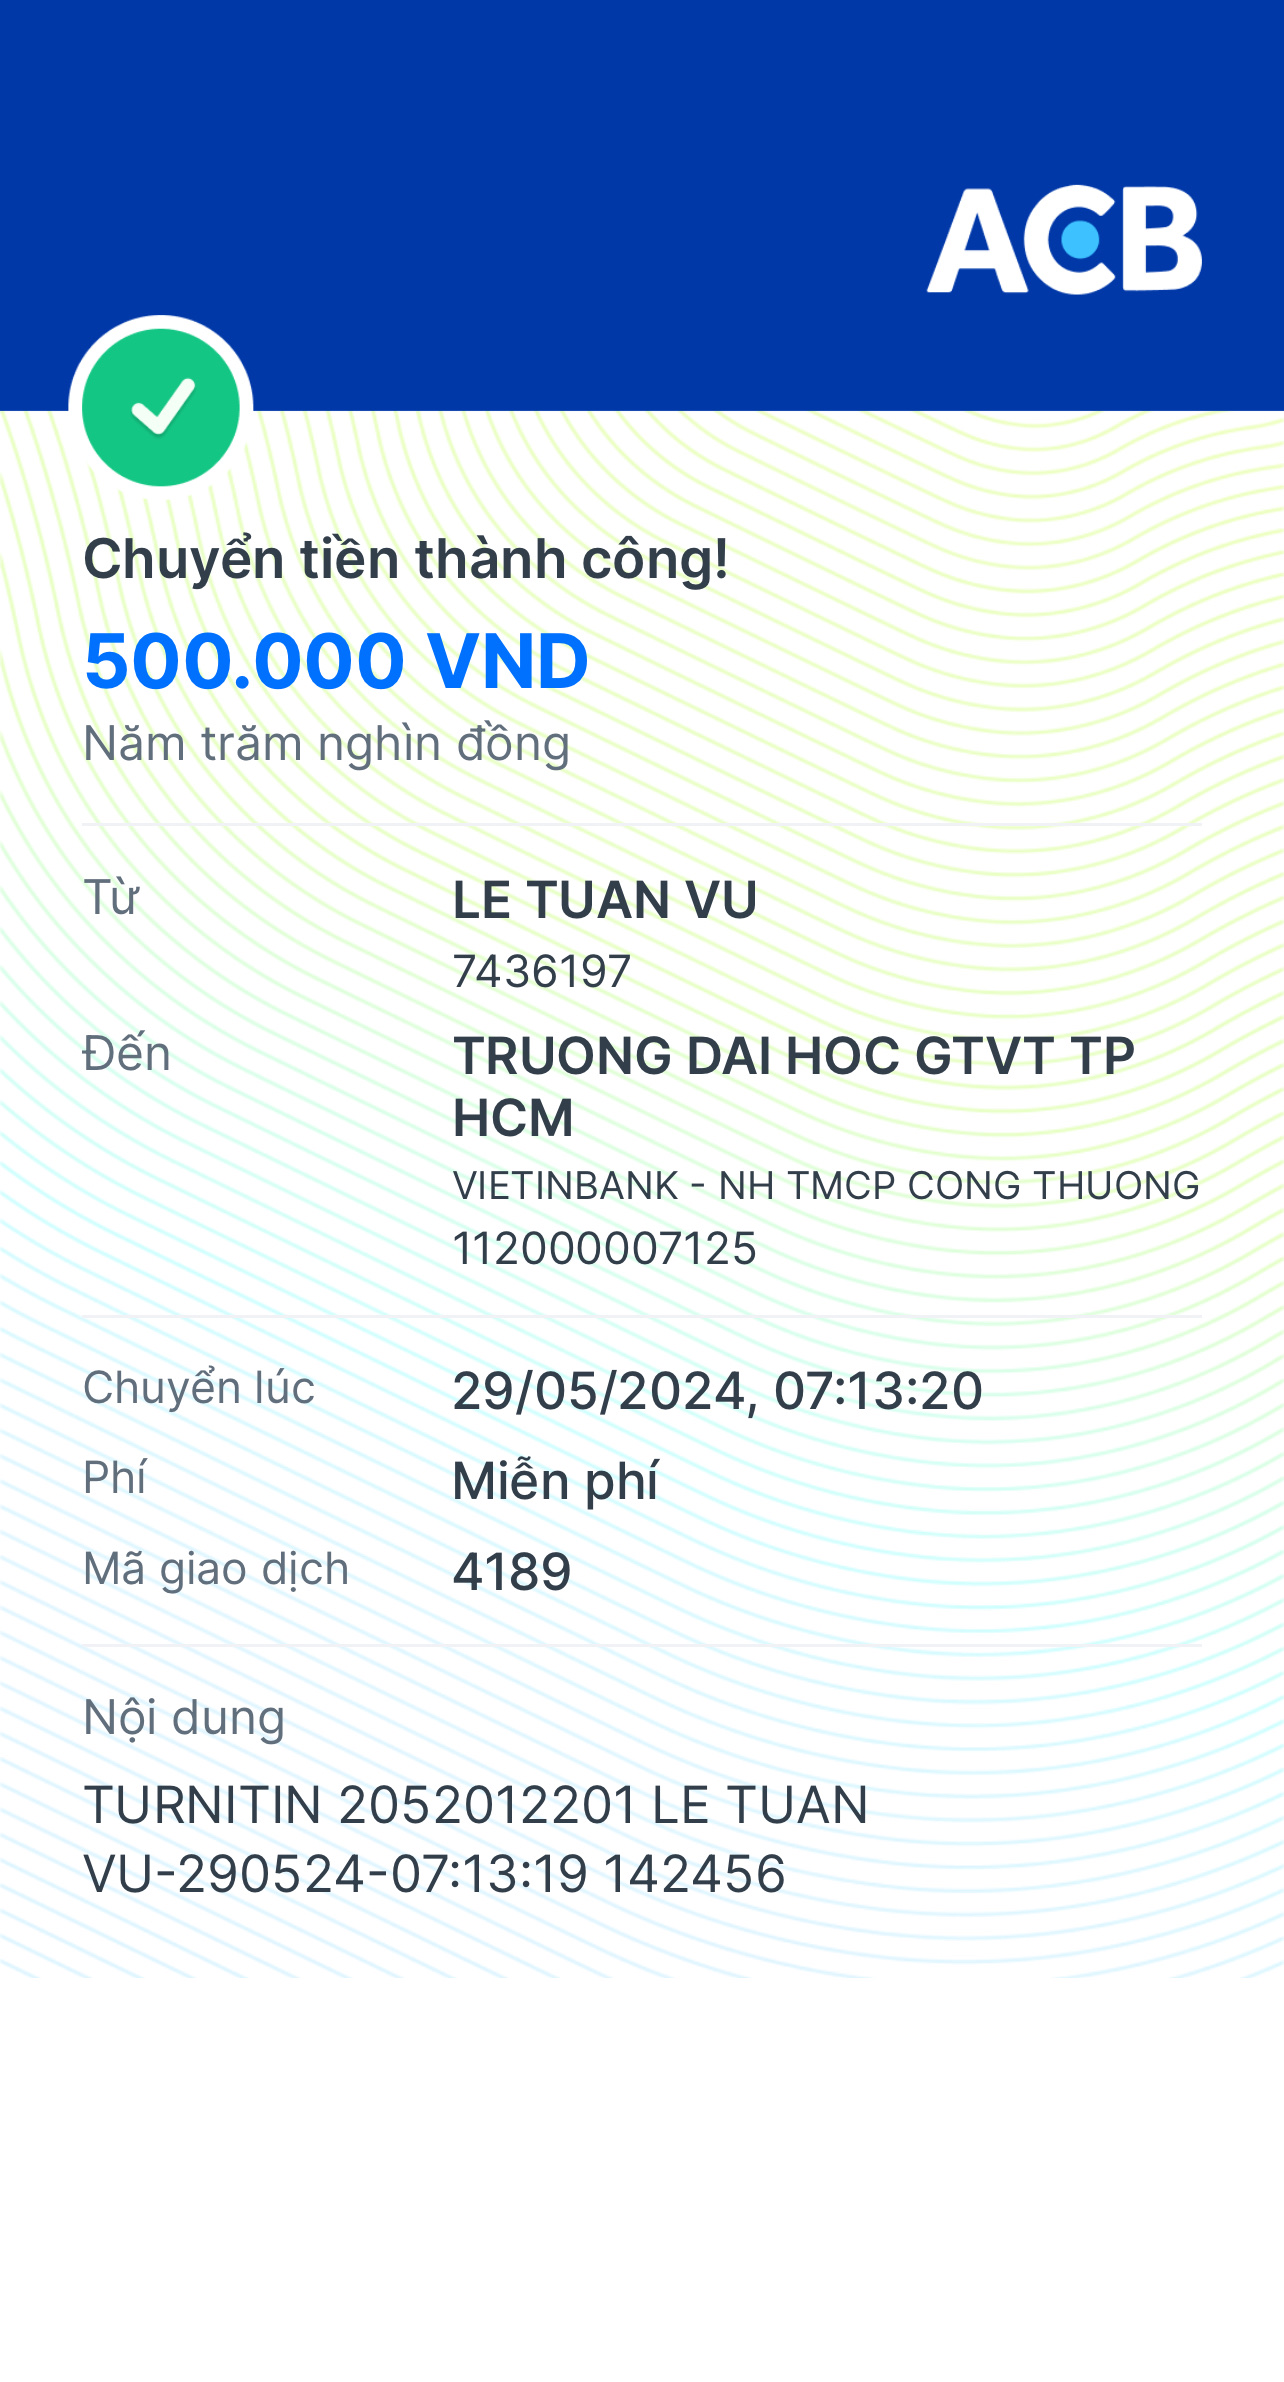 ACB
Chuyển tiền thành công!
500.000 VND
Năm trăm nghìn đồng
Từ
LE TUAN VU
7436197
Đến
TRUONG DAI HOC GTVT TP
HCM
VIETINBANK - NH TMCP CONG THUONG
112000007125
Chuyển lúc
29/05/2024, 07:13:20
Phí
Miễn phí
Mã giao dịch
4189
Nội dung
TURNITIN 2052012201 LE TUAN
VU-290524-07:13:19 142456